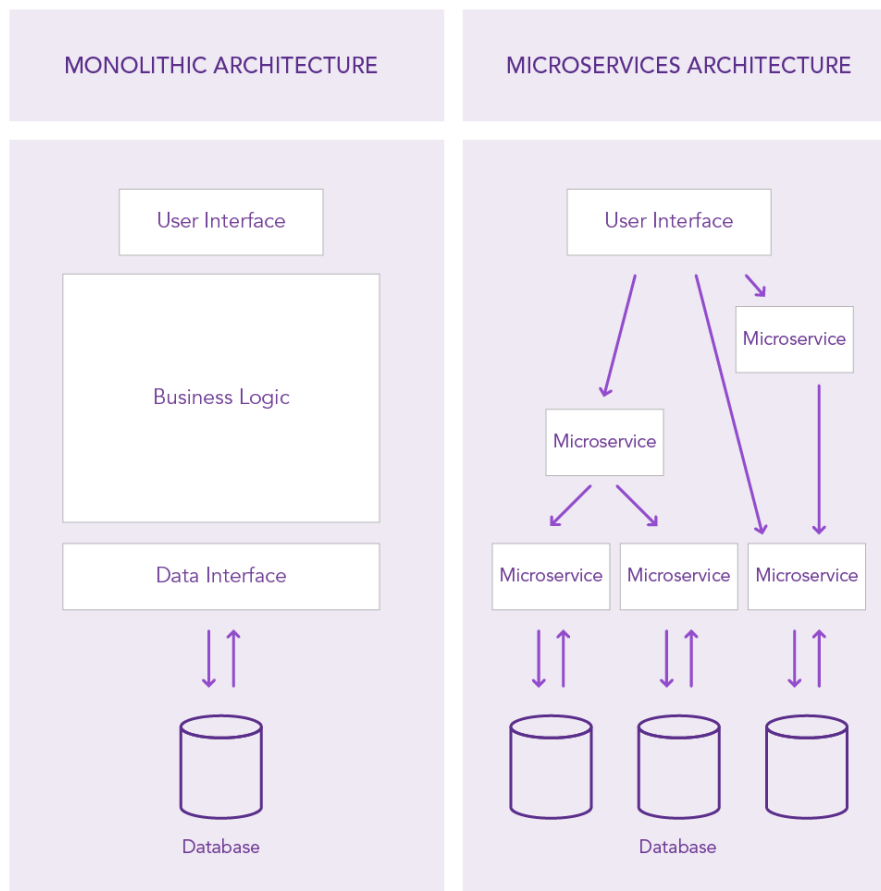 MONOLITHIC ARCHITECTURE
User Interface
Business Logic
Data Interface
Database
MICROSERVICES ARCHITECTURE
User Interface
Microservice
Microservice
Microservice
Microservice
Microservice
Database